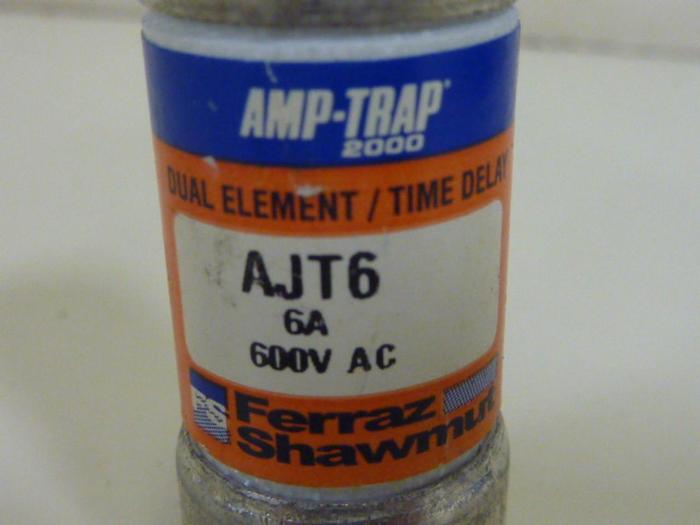 AMP-TRAP
2000
DUAL ELEMENT / TIME DELAY
AJT6
6A
600V AC
Ferraz
Shawmut